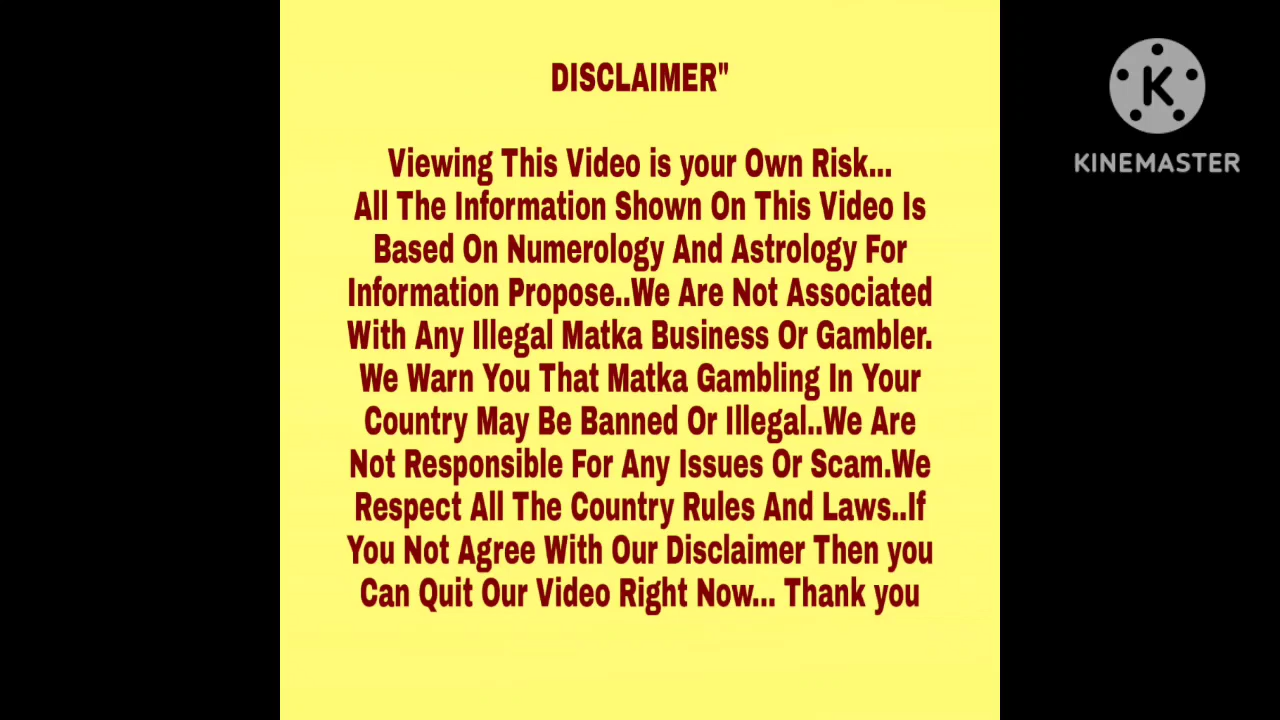 DISCLAIMER"
Viewing This Video is your Own Risk...
All The Information Shown On This Video Is
Based On Numerology And Astrology For
Information Propose..We Are Not Associated
With Any Illegal Matka Business Or Gambler.
We Warn You That Matka Gambling In Your
Country May Be Banned Or Illegal..We Are
Not Responsible For Any Issues Or Scam.We
Respect All The Country Rules And Laws..If
You Not Agree With Our Disclaimer Then you
Can Quit Our Video Right Now... Thank you
K
KINEMASTER